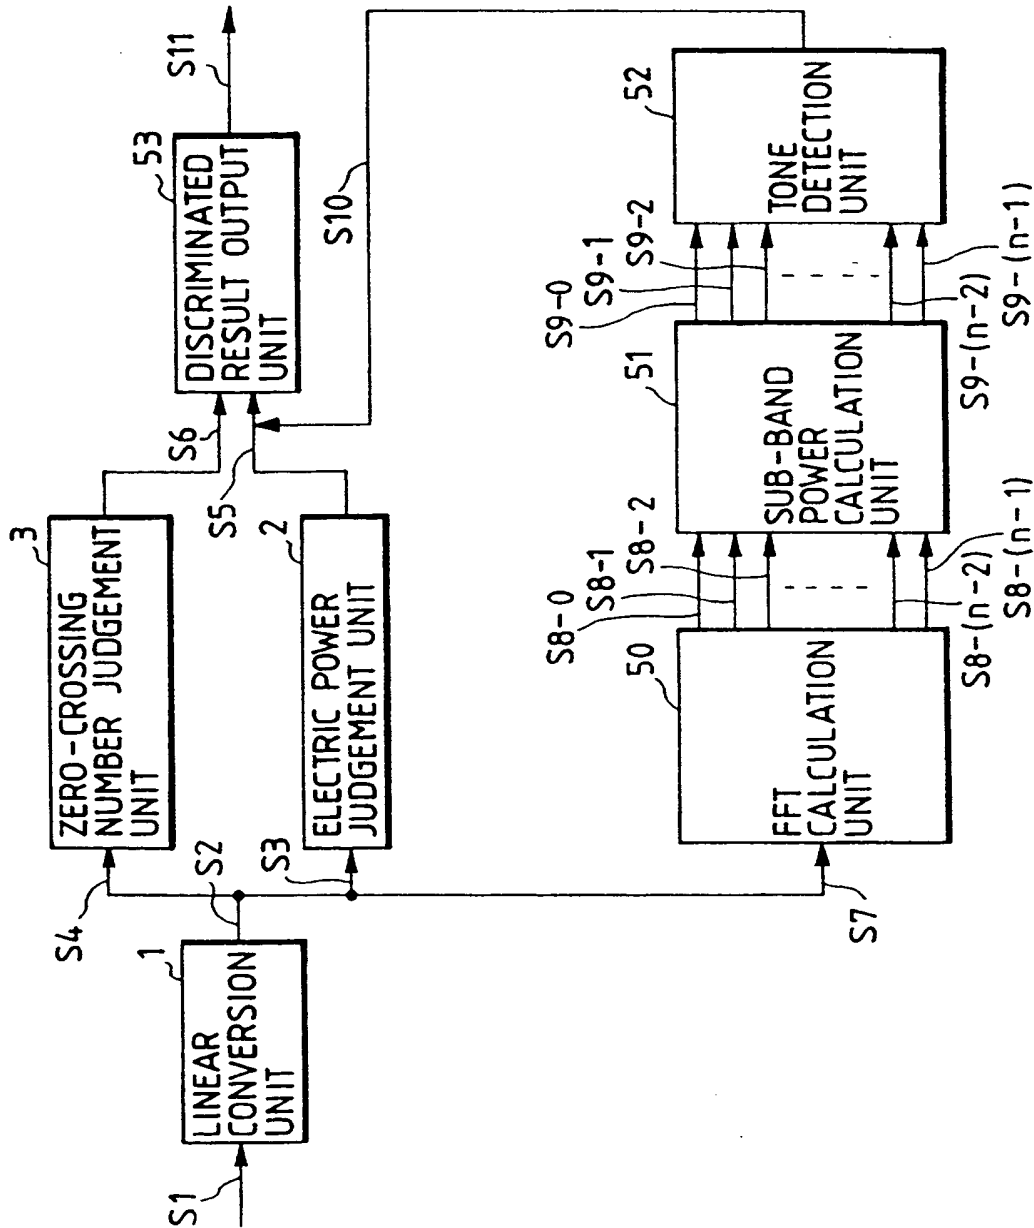 S1
1
LINEAR
CONVERSION
UNIT
S2
S4
3
ZERO-CROSSING
NUMBER JUDGEMENT
UNIT
S3
2
ELECTRIC POWER
JUDGEMENT UNIT
S6
S5
53
DISCRIMINATED
RESULT OUTPUT
UNIT
S11
S10
S7
50
FFT
CALCULATION
UNIT
S8-0
S8-1
S8-2
S8-(n-2)
S8-(n-1)
51
SUB-BAND
POWER
CALCULATION
UNIT
S9-0
S9-1
S9-2
S9-(n-2)
S9-(n-1)
52
TONE
DETECTION
UNIT